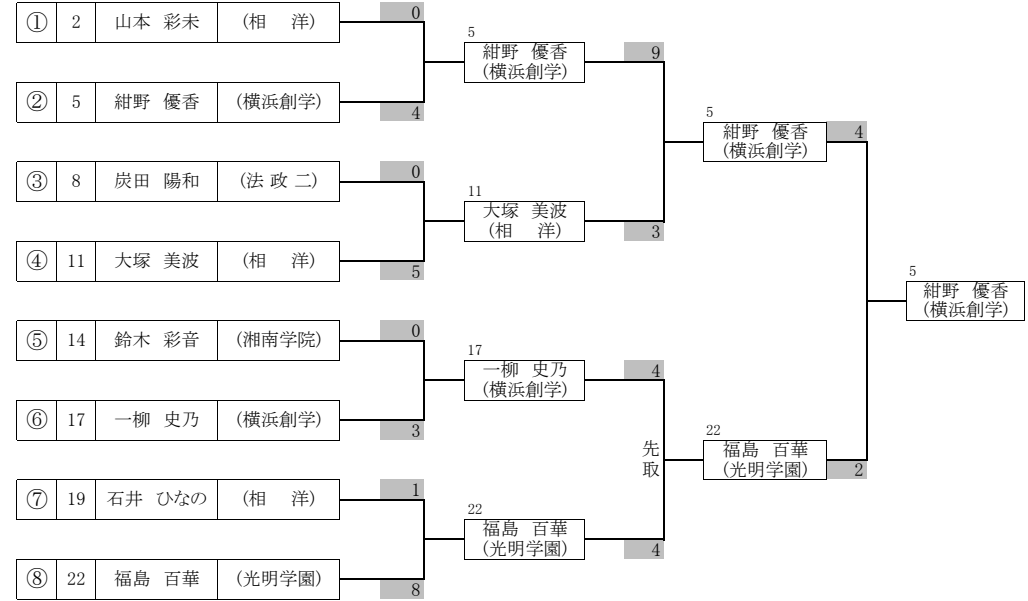 ① 2 山本 彩未 (相 洋) 0
5
紺野 優香 9
(横浜創学)
② 5 紺野 優香 (横浜創学) 4
5
紺野 優香 4
(横浜創学)
③ 8 炭田 陽和 (法政二) 0
11
大塚 美波
(相 洋) 3
④ 11 大塚 美波 (相 洋) 5
5
紺野 優香
(横浜創学)
⑤ 14 鈴木 彩音 (湘南学院) 0
17
一柳 史乃 4
(横浜創学)
⑥ 17 一柳 史乃 (横浜創学) 3
先取
22
福島 百華
(光明学園) 2
⑦ 19 石井 ひなの (相 洋) 1
22
福島 百華
(光明学園) 4
⑧ 22 福島 百華 (光明学園) 8